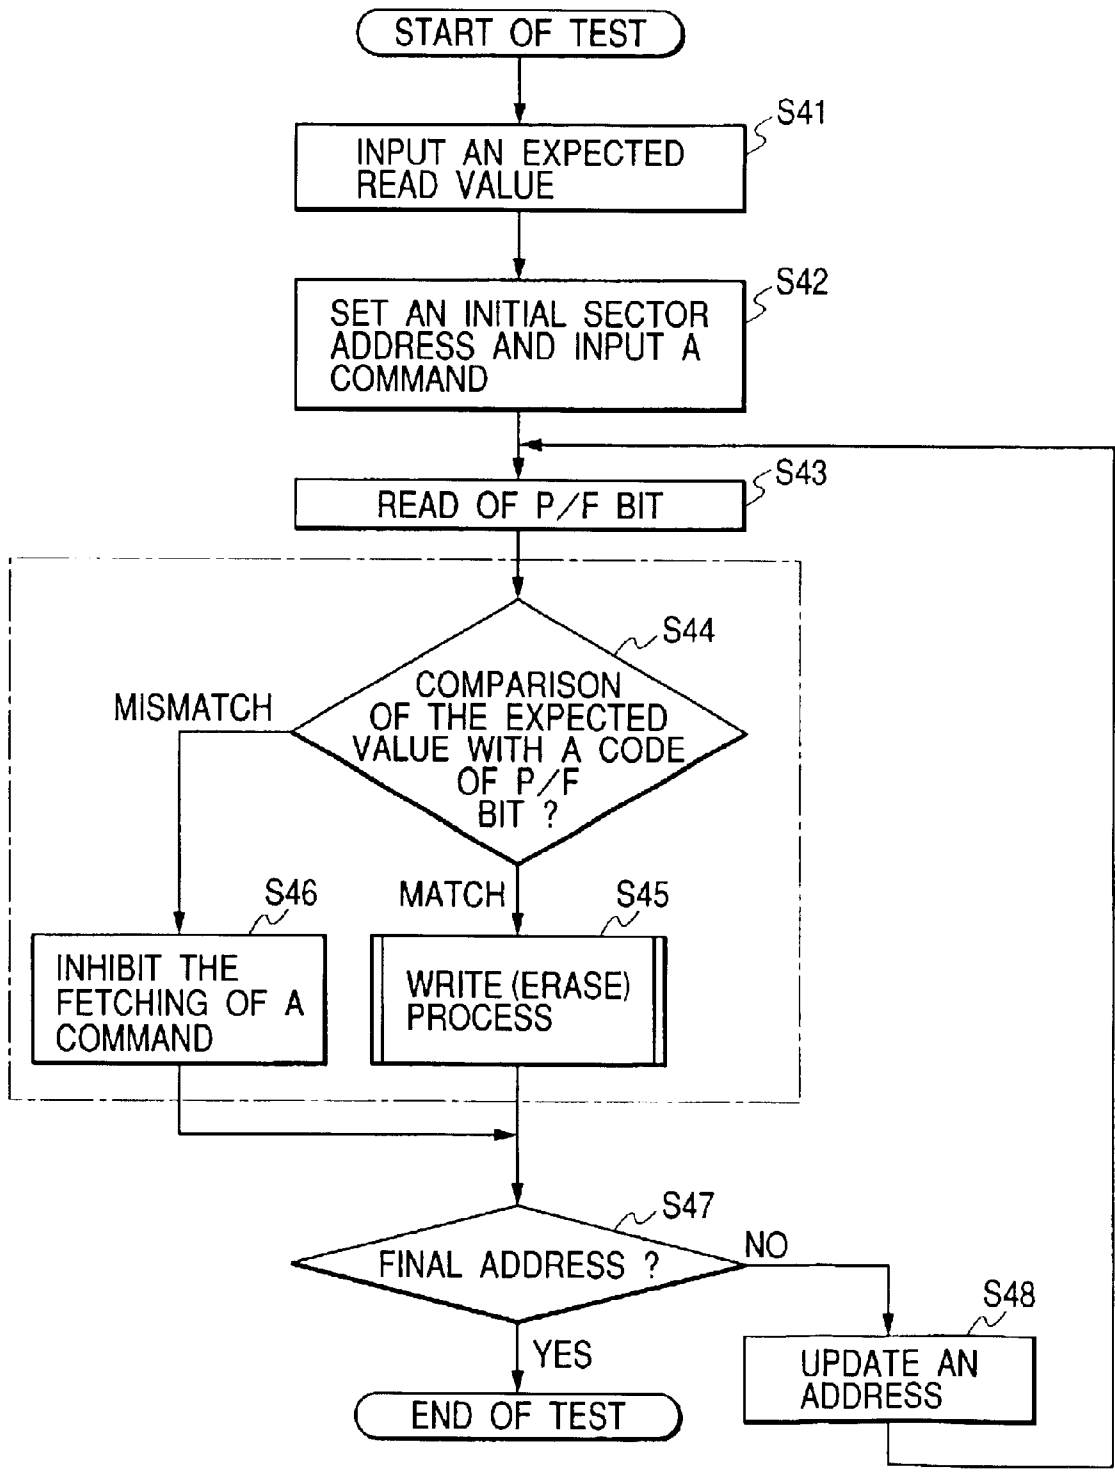 START OF TEST
S41
INPUT AN EXPECTED
READ VALUE
S42
SET AN INITIAL SECTOR
ADDRESS AND INPUT A
COMMAND
S43
READ OF P/F BIT
S44
COMPARISON
OF THE EXPECTED
VALUE WITH A CODE
OF P/F
BIT ?
MISMATCH
MATCH
S46
INHIBIT THE
FETCHING OF A
COMMAND
S45
WRITE (ERASE)
PROCESS
S47
FINAL ADDRESS ?
NO
S48
UPDATE AN
ADDRESS
YES
END OF TEST